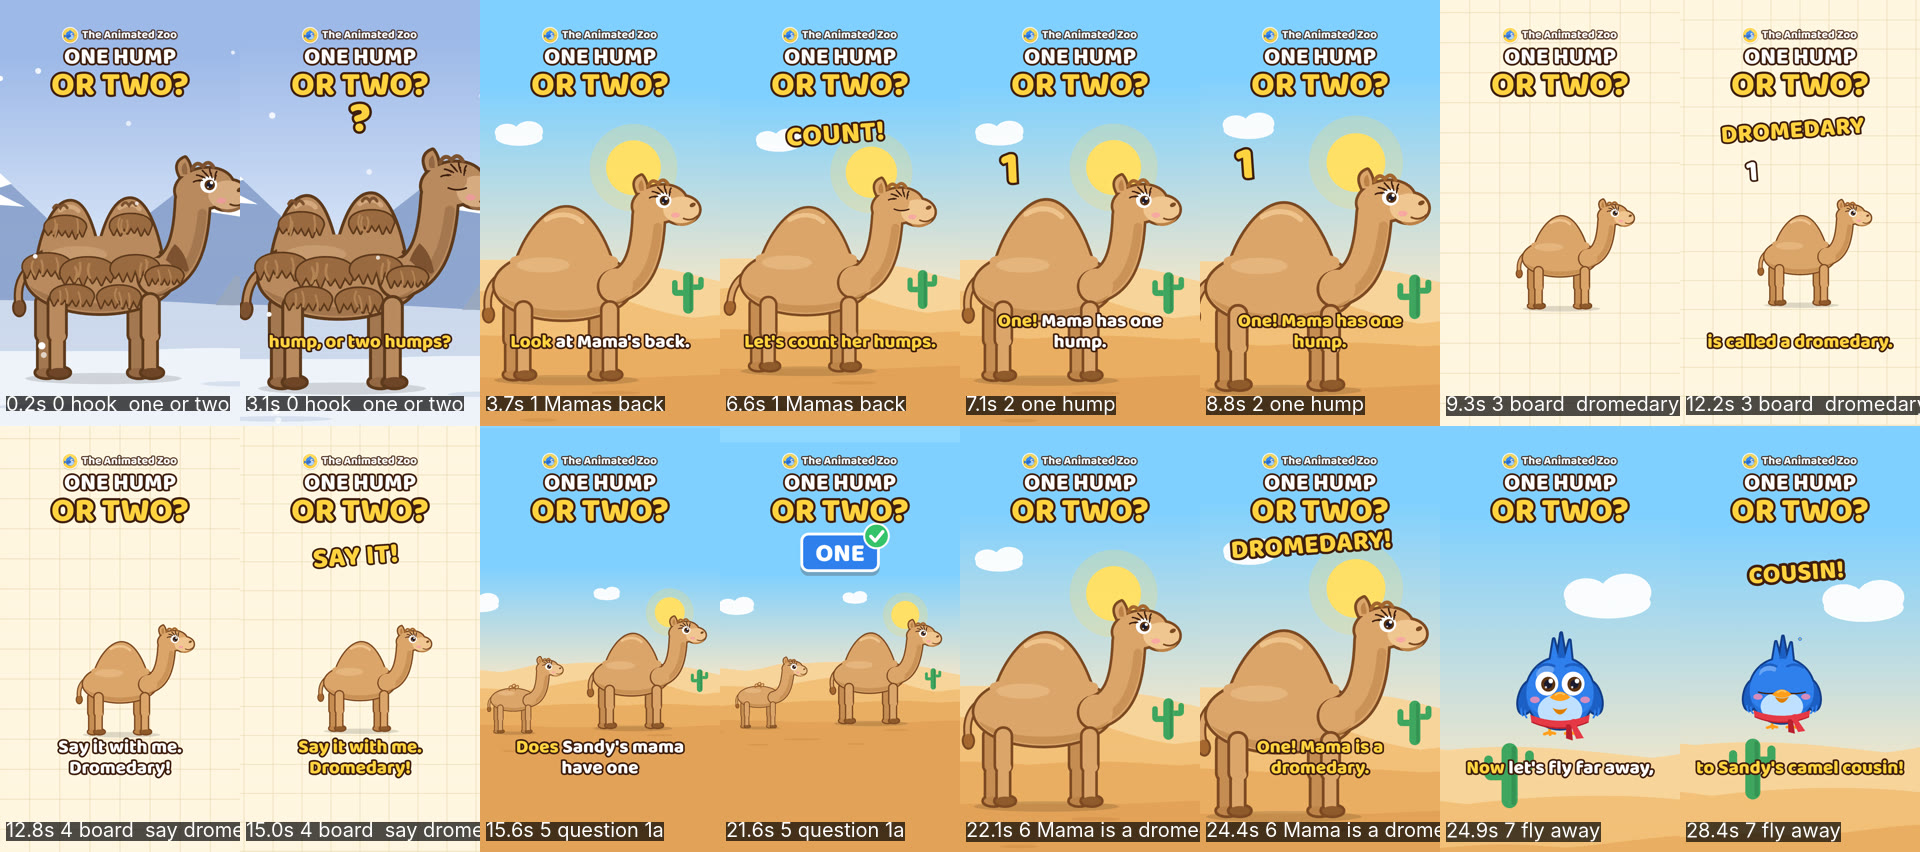 The Animated Zoo
ONE HUMP
OR TWO?
0.2s 0 hook one or two
The Animated Zoo
ONE HUMP
OR TWO?
?
hump, or two humps?
3.1s 0 hook one or two
The Animated Zoo
ONE HUMP
OR TWO?
Look at Mama's back.
3.7s 1 Mamas back
The Animated Zoo
ONE HUMP
OR TWO?
COUNT!
Let's count her humps.
6.6s 1 Mamas back
The Animated Zoo
ONE HUMP
OR TWO?
1
One! Mama has one
hump.
7.1s 2 one hump
The Animated Zoo
ONE HUMP
OR TWO?
1
One! Mama has one
hump.
8.8s 2 one hump
The Animated Zoo
ONE HUMP
OR TWO?
9.3s 3 board dromedary
The Animated Zoo
ONE HUMP
OR TWO?
DROMEDARY
1
is called a dromedary.
12.2s 3 board dromedary
The Animated Zoo
ONE HUMP
OR TWO?
Say it with me.
Dromedary!
12.8s 4 board say drome
The Animated Zoo
ONE HUMP
OR TWO?
SAY IT!
Say it with me.
Dromedary!
15.0s 4 board say drome
The Animated Zoo
ONE HUMP
OR TWO?
Does Sandy's mama
have one
15.6s 5 question 1a
The Animated Zoo
ONE HUMP
OR TWO?
ONE
21.6s 5 question 1a
The Animated Zoo
ONE HUMP
OR TWO?
22.1s 6 Mama is a drome
The Animated Zoo
ONE HUMP
OR TWO?
DROMEDARY!
One! Mama is a
dromedary.
24.4s 6 Mama is a drome
The Animated Zoo
ONE HUMP
OR TWO?
Now let's fly far away,
24.9s 7 fly away
The Animated Zoo
ONE HUMP
OR TWO?
COUSIN!
to Sandy's camel cousin!
28.4s 7 fly away